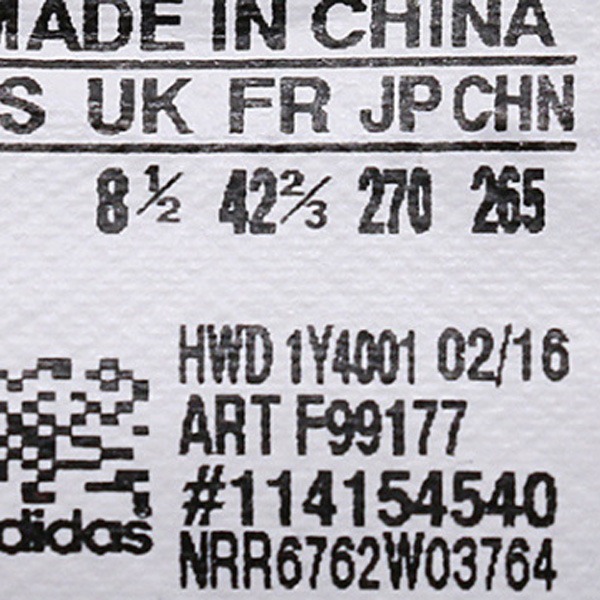 MADE IN CHINA
S UK FR JP CHN
8½ 42⅔ 270 265
HWD 1Y4001 02/16
ART F99177
#114154540
adidas
NRR6762W03764